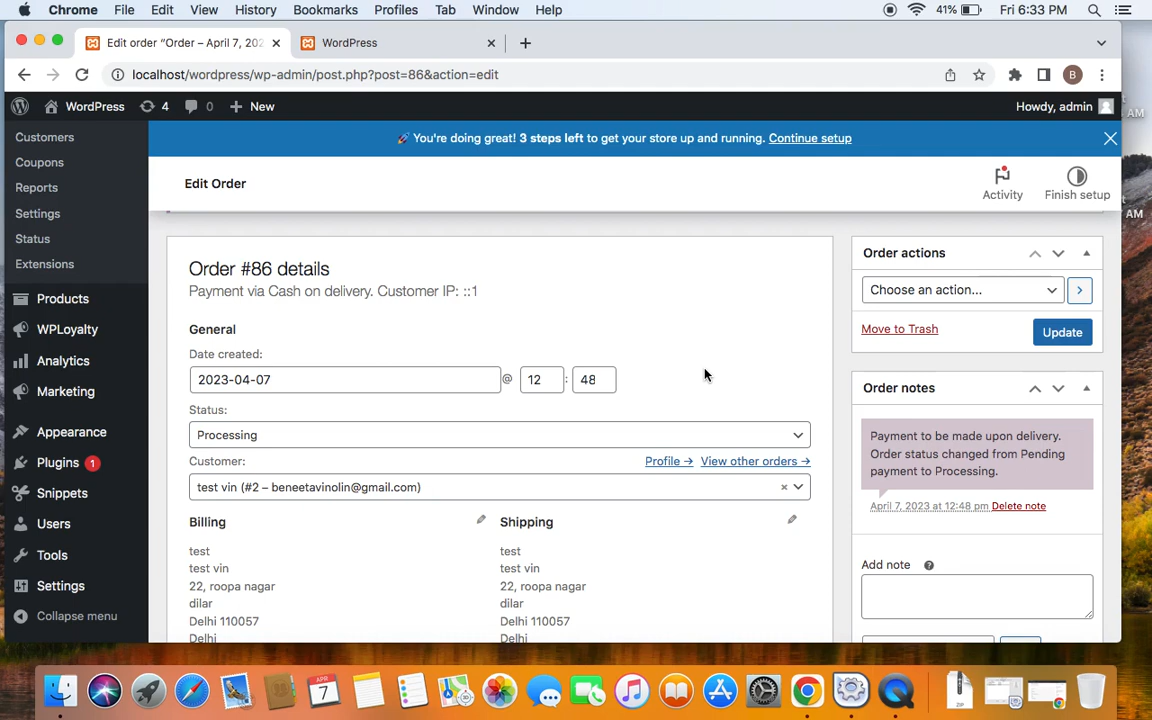 Chrome File Edit View History Bookmarks Profiles Tab Window Help 41% Fri 6:33 PM
Edit order “Order – April 7, 202 WordPress
localhost/wordpress/wp-admin/post.php?post=86&action=edit B
WordPress 4 0 New Howdy, admin
AM
Customers
Coupons
Reports
Settings
Status
Extensions
Products
WPLoyalty
Analytics
Marketing
Appearance
Plugins 1
Snippets
Users
Tools
Settings
Collapse menu
🚀 You're doing great! 3 steps left to get your store up and running. Continue setup
Edit Order
Activity
Finish setup
AM
Order #86 details
Payment via Cash on delivery. Customer IP: ::1
General
Date created:
2023-04-07 @ 12 : 48
Status:
Processing
Customer: Profile → View other orders →
test vin (#2 – beneetavinolin@gmail.com) ×
Billing
test
test vin
22, roopa nagar
dilar
Delhi 110057
Delhi
Shipping
test
test vin
22, roopa nagar
dilar
Delhi 110057
Delhi
Order actions
Choose an action...
Move to Trash Update
Order notes
Payment to be made upon delivery.
Order status changed from Pending
payment to Processing.
April 7, 2023 at 12:48 pm Delete note
Add note
APR
7
ZIP